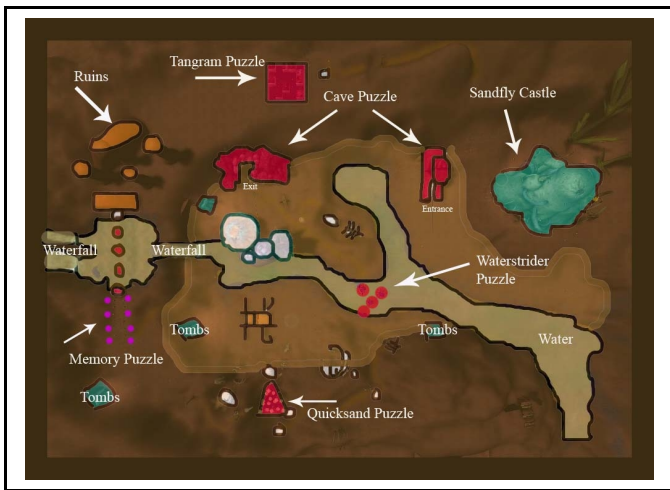 Tangram Puzzle
Ruins
Cave Puzzle
Sandfly Castle
Exit
Entrance
Waterfall
Waterfall
Waterstrider
Puzzle
Tombs
Tombs
Water
Memory Puzzle
Tombs
Quicksand Puzzle